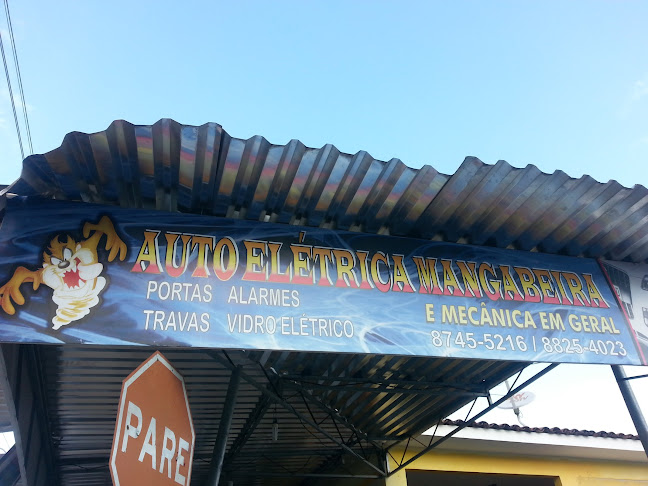 AUTO ELÉTRICA MANGABEIRA
PORTAS ALARMES
TRAVAS VIDRO ELÉTRICO
E MECÂNICA EM GERAL
8745-5216 / 8825-4023
PARE